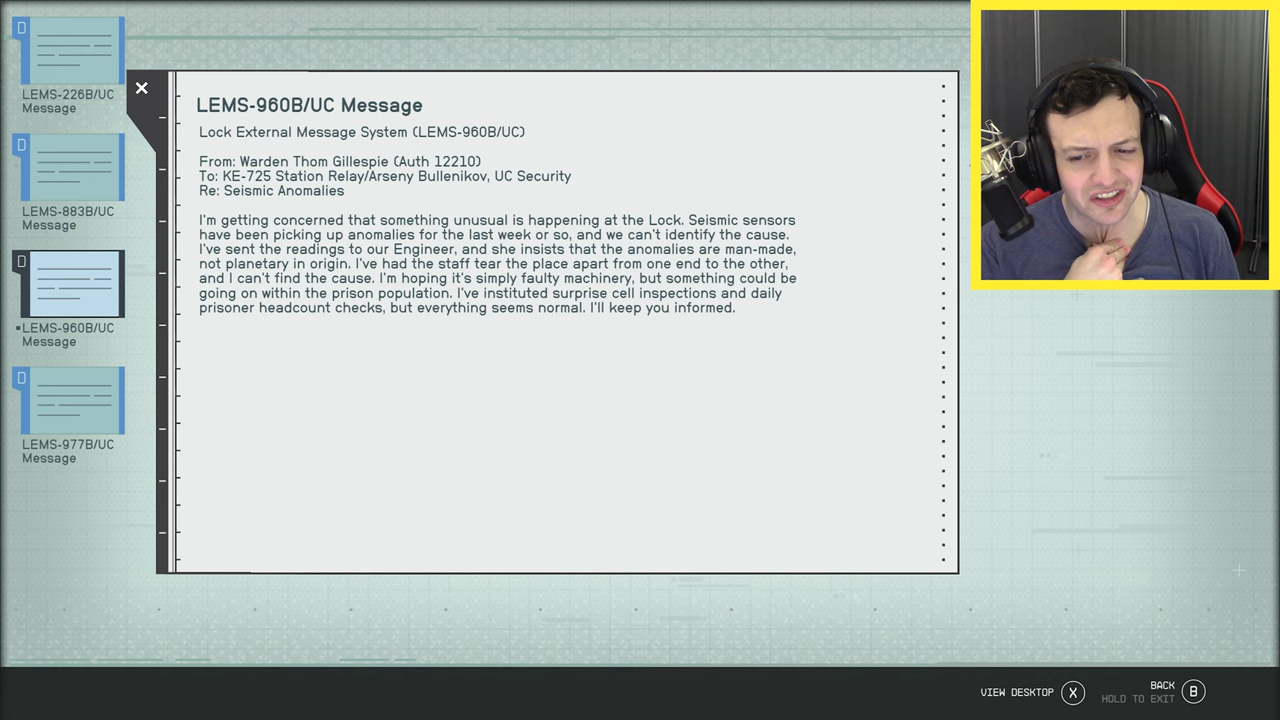 D
LEMS-226B/UC
Message
D
LEMS-883B/UC
Message
D
LEMS-960B/UC
Message
D
LEMS-977B/UC
Message
LEMS-960B/UC Message
Lock External Message System (LEMS-960B/UC)
From: Warden Thom Gillespie (Auth 12210)
To: KE-725 Station Relay/Arseny Bullenikov, UC Security
Re: Seismic Anomalies
I'm getting concerned that something unusual is happening at the Lock. Seismic sensors
have been picking up anomalies for the last week or so, and we can't identify the cause.
I've sent the readings to our Engineer, and she insists that the anomalies are man-made,
not planetary in origin. I've had the staff tear the place apart from one end to the other,
and I can't find the cause. I'm hoping it's simply faulty machinery, but something could be
going on within the prison population. I've instituted surprise cell inspections and daily
prisoner headcount checks, but everything seems normal. I'll keep you informed.
VIEW DESKTOP X
BACK B
HOLD TO EXIT